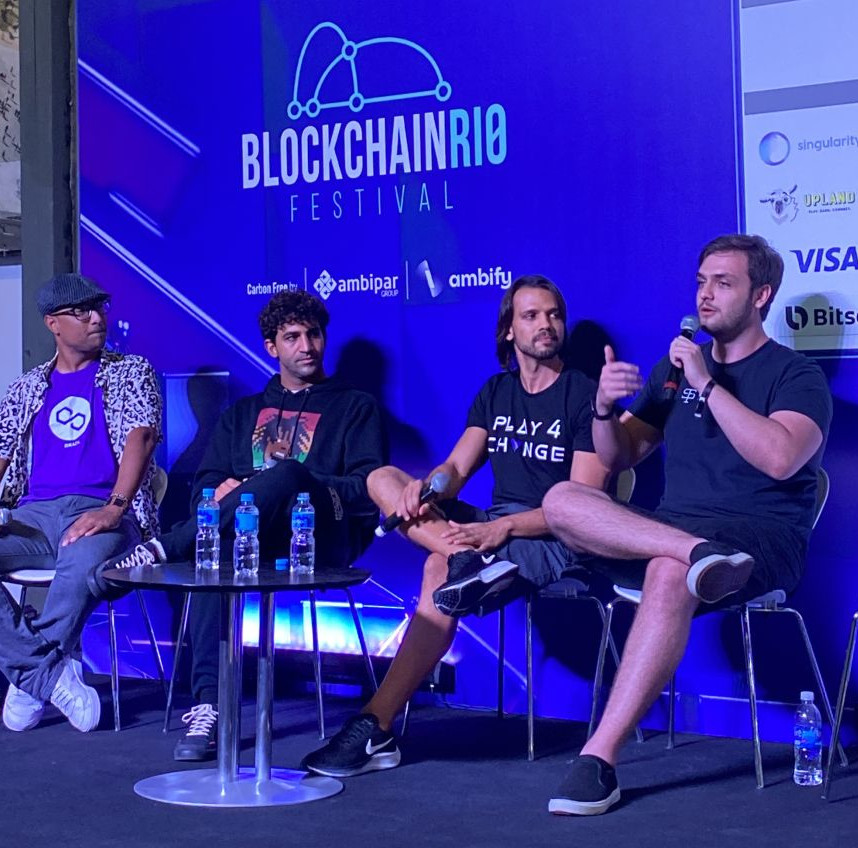 BLOCKCHAINRIO
FESTIVAL
Carbon Free by
ambipar
GROUP
ambify
singularity
UPLAND
VISA
Bits
PLAY 4
CHANGE